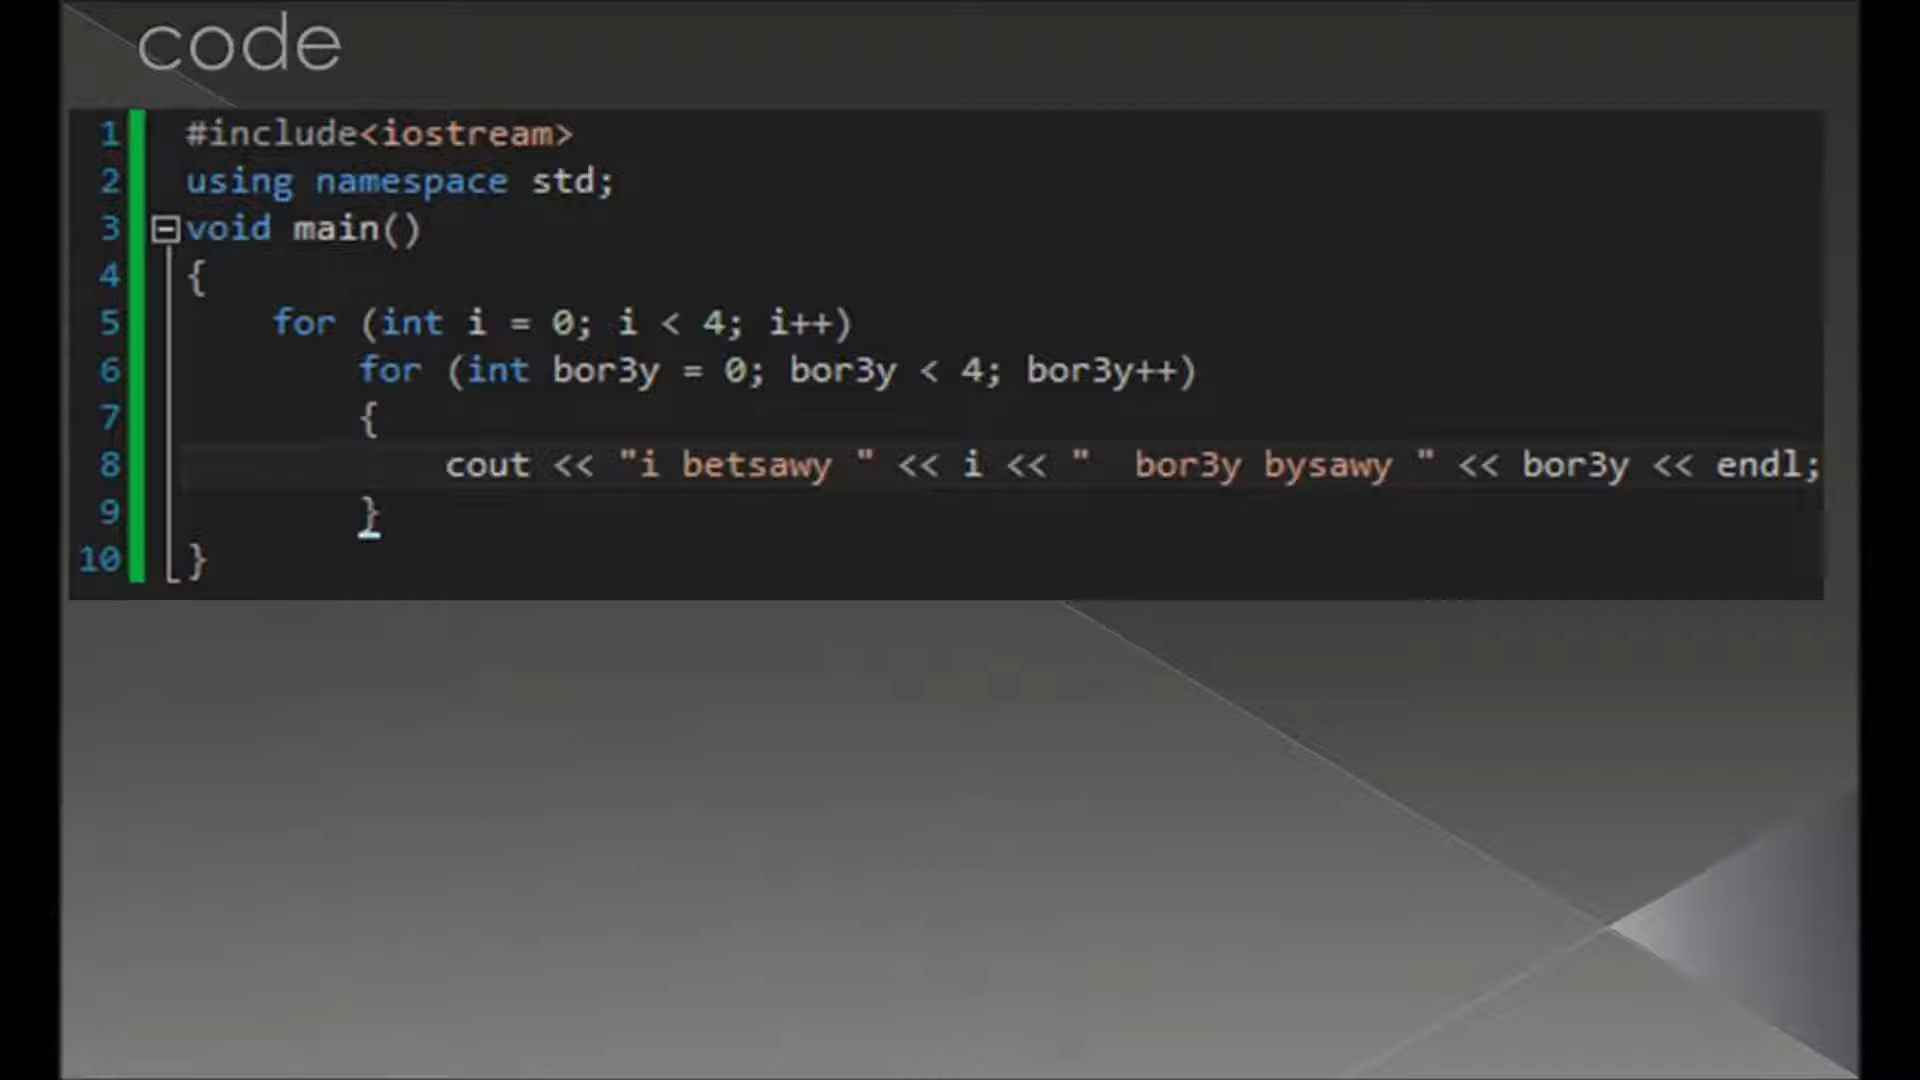 code
1 #include<iostream>
2 using namespace std;
3 void main()
4 {
5 for (int i = 0; i < 4; i++)
6 for (int bor3y = 0; bor3y < 4; bor3y++)
7 {
8 cout << "i betsawy " << i << "  bor3y bysawy " << bor3y << endl;
9 }
10 }